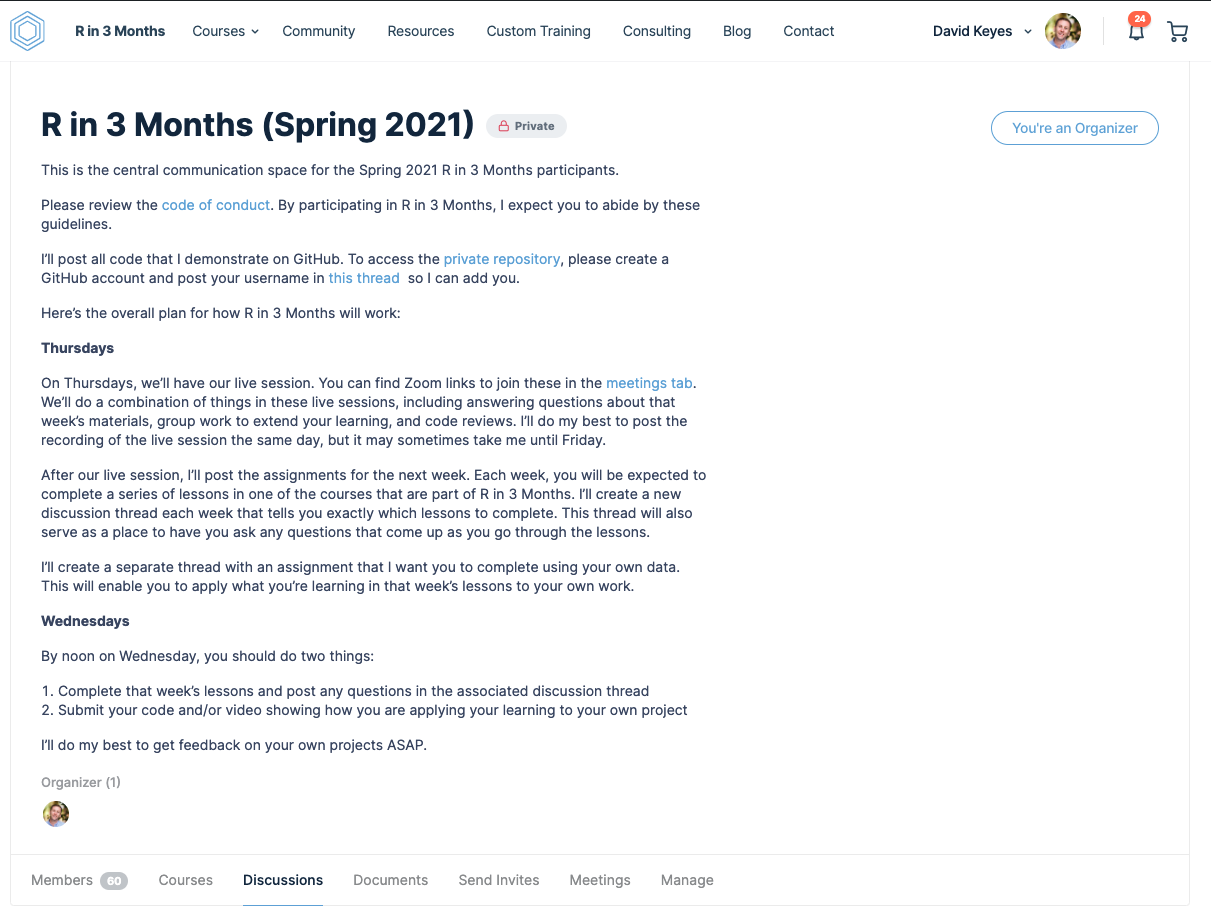 R in 3 Months Courses Community Resources Custom Training Consulting Blog Contact David Keyes 24
R in 3 Months (Spring 2021) Private You're an Organizer
This is the central communication space for the Spring 2021 R in 3 Months participants.
Please review the code of conduct. By participating in R in 3 Months, I expect you to abide by these
guidelines.
I’ll post all code that I demonstrate on GitHub. To access the private repository, please create a
GitHub account and post your username in this thread so I can add you.
Here’s the overall plan for how R in 3 Months will work:
Thursdays
On Thursdays, we’ll have our live session. You can find Zoom links to join these in the meetings tab.
We’ll do a combination of things in these live sessions, including answering questions about that
week’s materials, group work to extend your learning, and code reviews. I’ll do my best to post the
recording of the live session the same day, but it may sometimes take me until Friday.
After our live session, I’ll post the assignments for the next week. Each week, you will be expected to
complete a series of lessons in one of the courses that are part of R in 3 Months. I’ll create a new
discussion thread each week that tells you exactly which lessons to complete. This thread will also
serve as a place to have you ask any questions that come up as you go through the lessons.
I’ll create a separate thread with an assignment that I want you to complete using your own data.
This will enable you to apply what you’re learning in that week’s lessons to your own work.
Wednesdays
By noon on Wednesday, you should do two things:
1. Complete that week’s lessons and post any questions in the associated discussion thread
2. Submit your code and/or video showing how you are applying your learning to your own project
I’ll do my best to get feedback on your own projects ASAP.
Organizer (1)
Members 60 Courses Discussions Documents Send Invites Meetings Manage